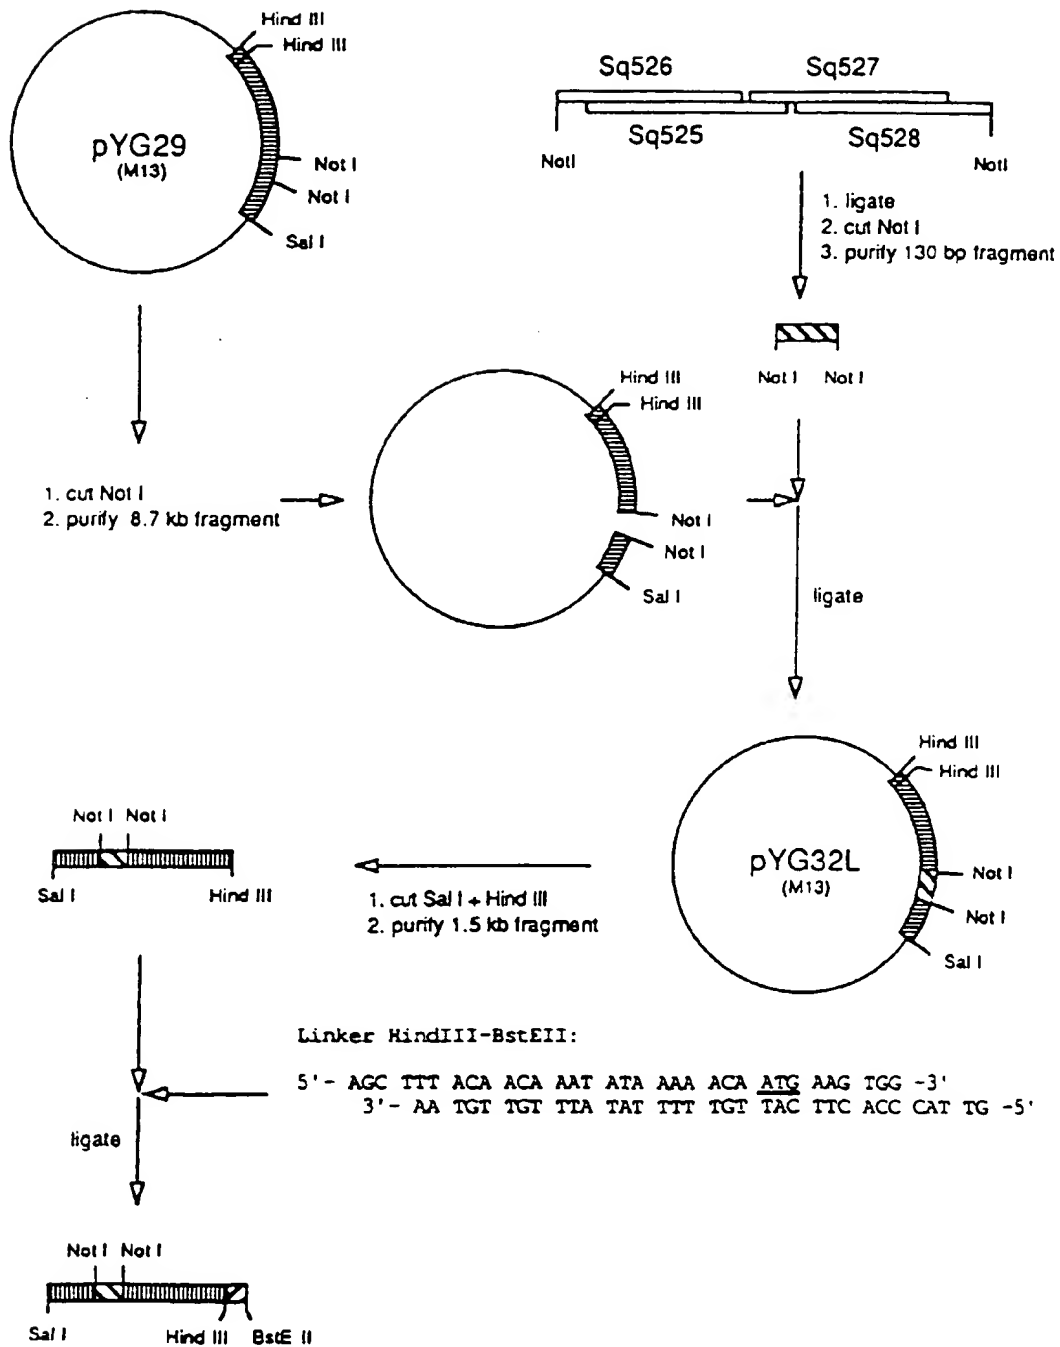 Hind III
Hind III
pYG29
(M13)
Not I
Not I
Sal I
Sq526
Sq527
Sq525
Sq528
NotI
NotI
1. ligate
2. cut Not I
3. purify 130 bp fragment
Not I
Not I
1. cut Not I
2. purify 8.7 kb fragment
Hind III
Hind III
Not I
Not I
Sal I
ligate
Hind III
Hind III
pYG32L
(M13)
Not I
Not I
Sal I
1. cut Sal I + Hind III
2. purify 1.5 kb fragment
Not I
Not I
Sal I
Hind III
Linker HindIII-BstEII:
5'- AGC TTT ACA ACA AAT ATA AAA ACA ATG AAG TGG -3'
3'- AA TGT TGT TTA TAT TTT TGT TAC TTC ACC CAT TG -5'
ligate
Not I
Not I
Sal I
Hind III
BstE II